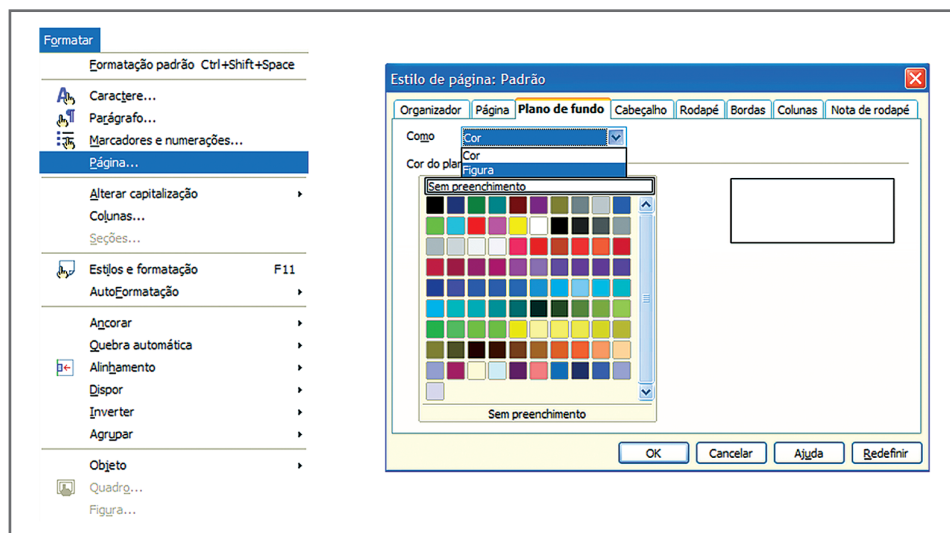 Formatar
Formatação padrão Ctrl+Shift+Space
Caractere...
Parágrafo...
Marcadores e numerações...
Página...
Alterar capitalização
Colunas...
Seções...
Estilos e formatação F11
AutoFormatação
Ancorar
Quebra automática
Alinhamento
Dispor
Inverter
Agrupar
Objeto
Quadro...
Figura...
Estilo de página: Padrão
Organizador Página Plano de fundo Cabeçalho Rodapé Bordas Colunas Nota de rodapé
Como Cor
Cor
Cor do plan
Figura
Sem preenchimento
Sem preenchimento
OK Cancelar Ajuda Redefinir